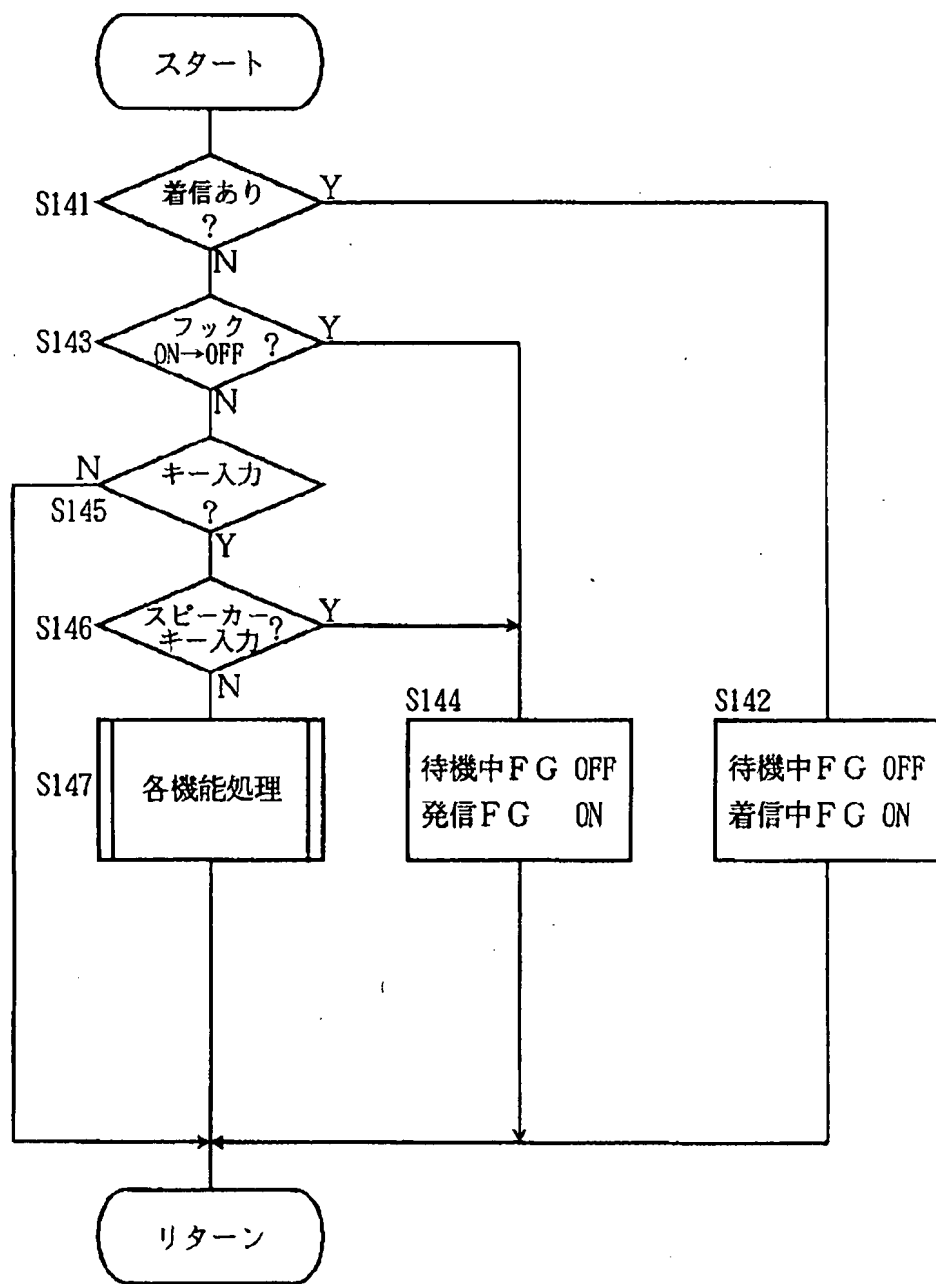 スタート
S141
着信あり
?
Y
N
S143
フック
ON→OFF ?
Y
N
N
S145
キー入力
?
Y
S146
スピーカー
キー入力?
Y
N
S147
各機能処理
S144
待機中FG OFF
発信FG ON
S142
待機中FG OFF
着信中FG ON
リターン